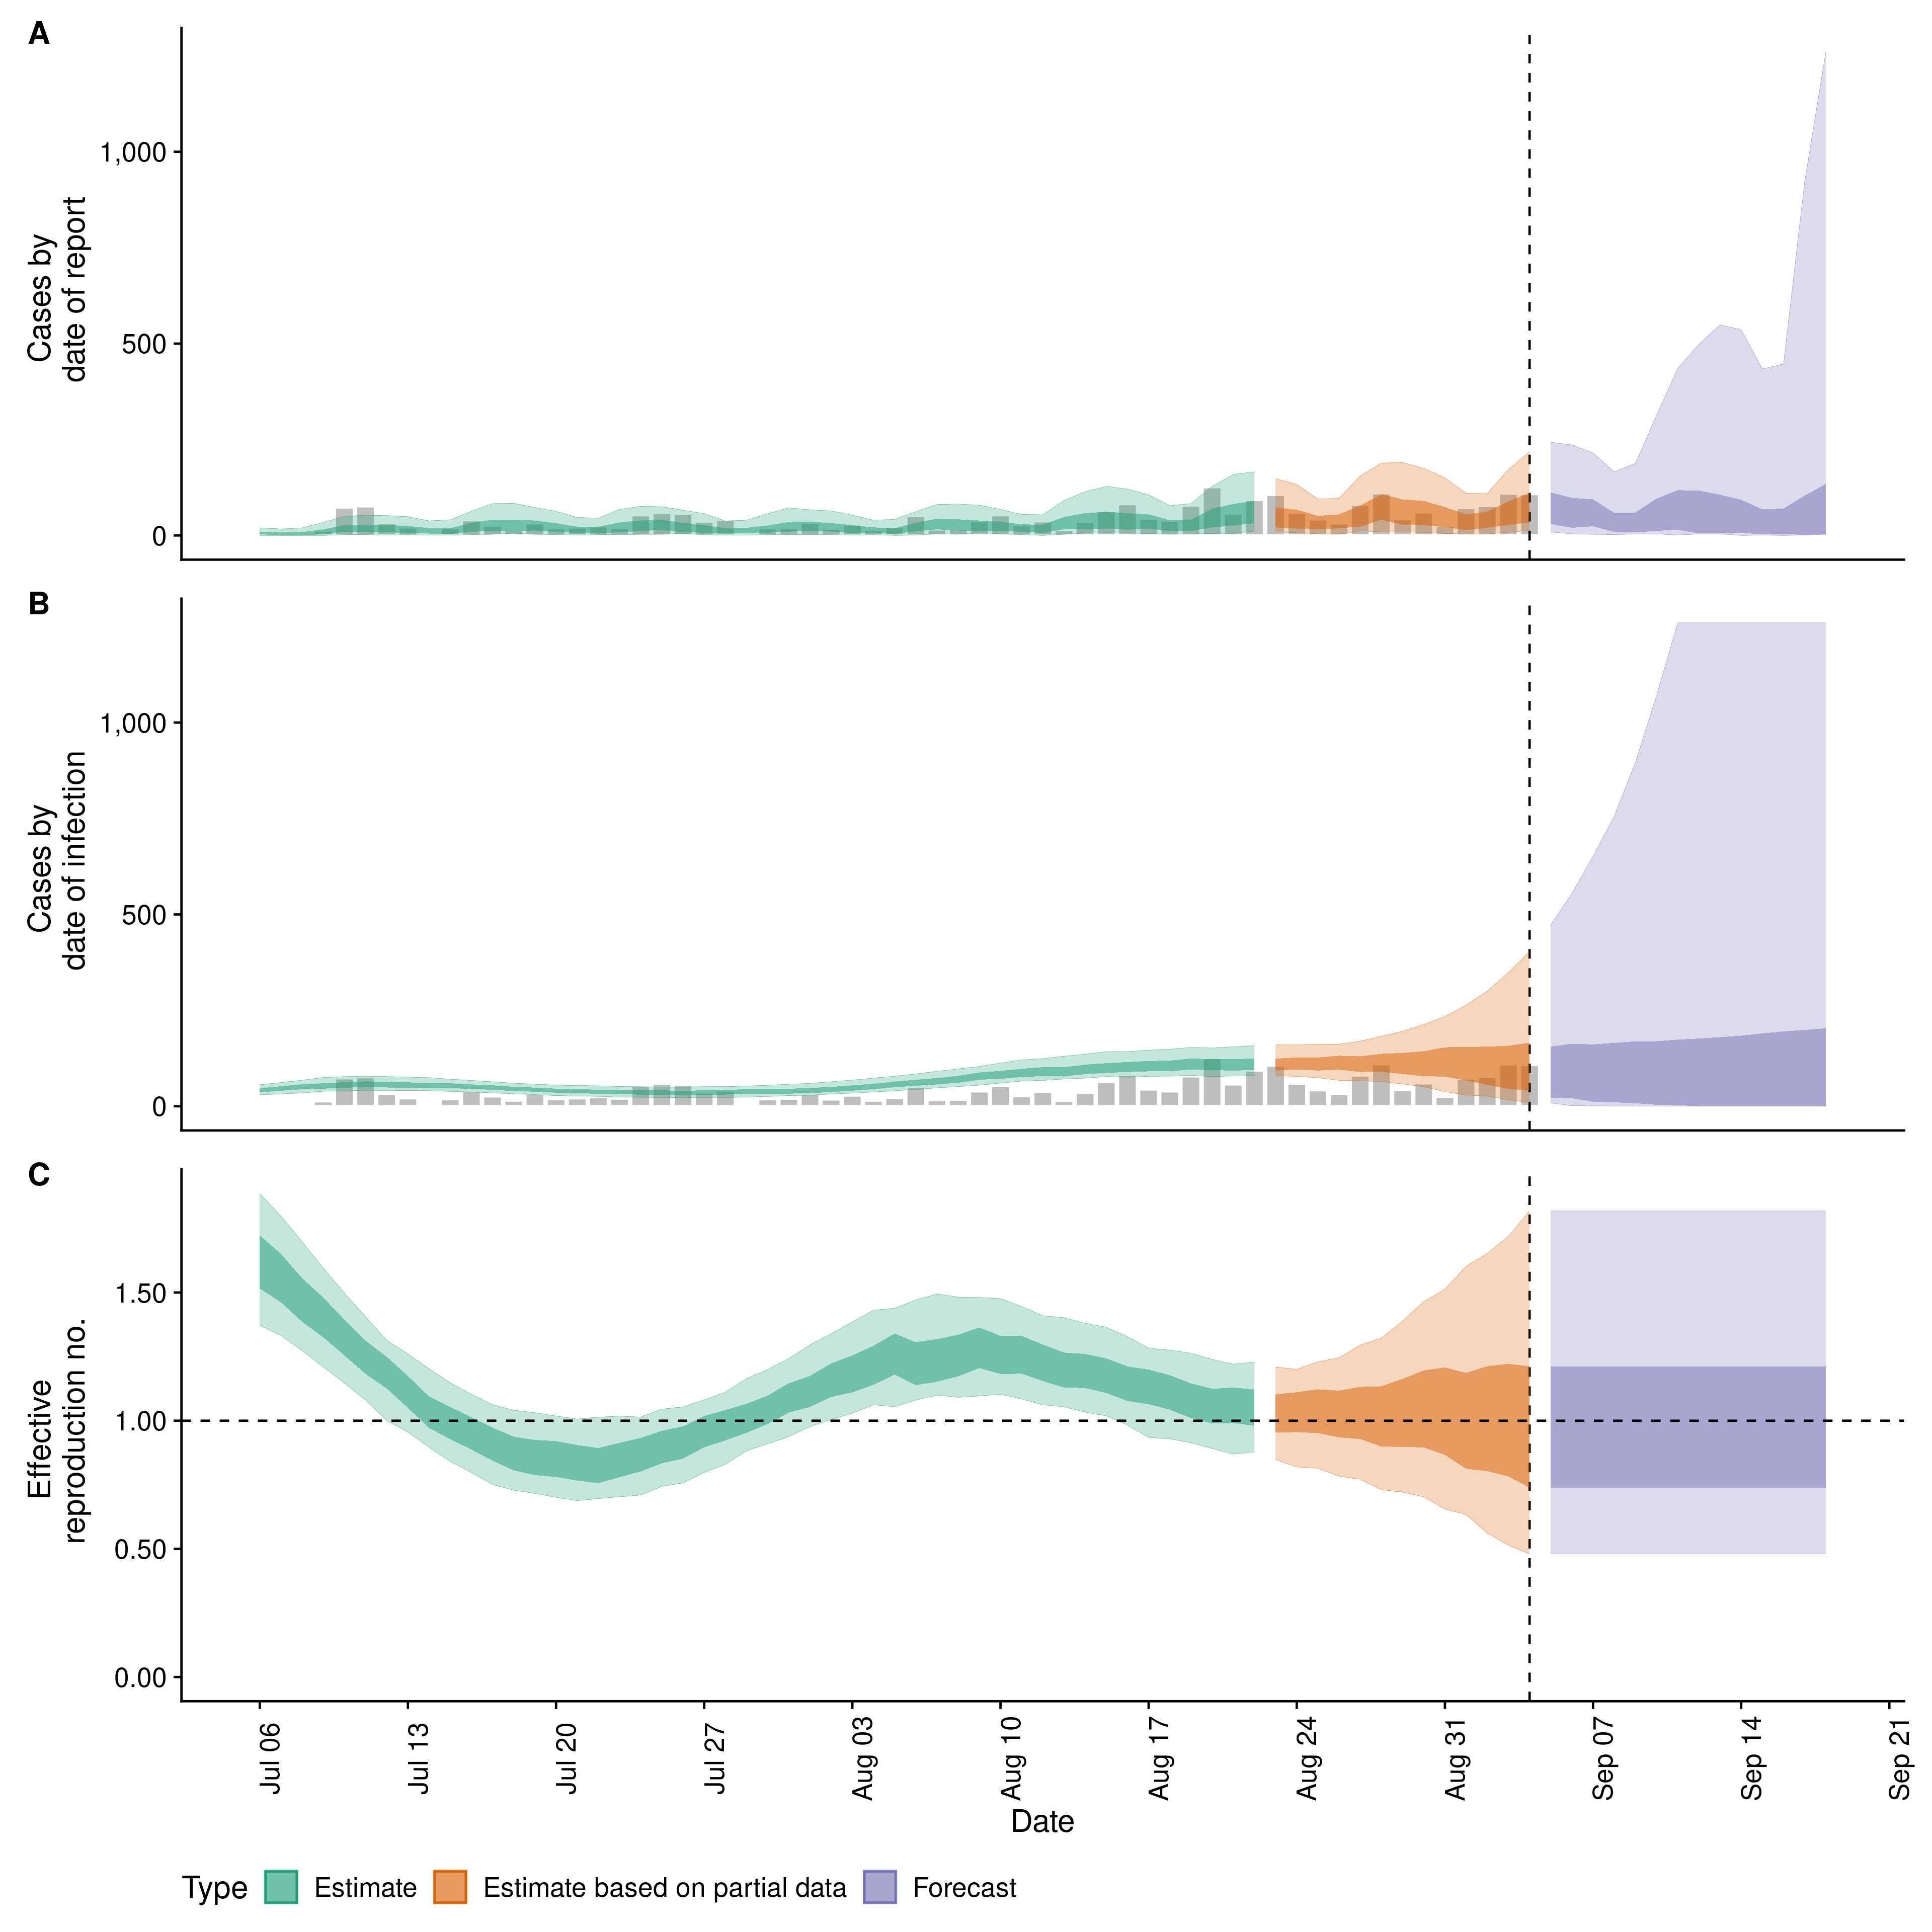 A
Cases by
date of report
1,000
500
0
B
Cases by
date of infection
1,000
500
0
C
Effective
reproduction no.
1.50
1.00
0.50
0.00
Jul 06
Jul 13
Jul 20
Jul 27
Aug 03
Aug 10
Aug 17
Aug 24
Aug 31
Sep 07
Sep 14
Sep 21
Date
Type Estimate Estimate based on partial data Forecast